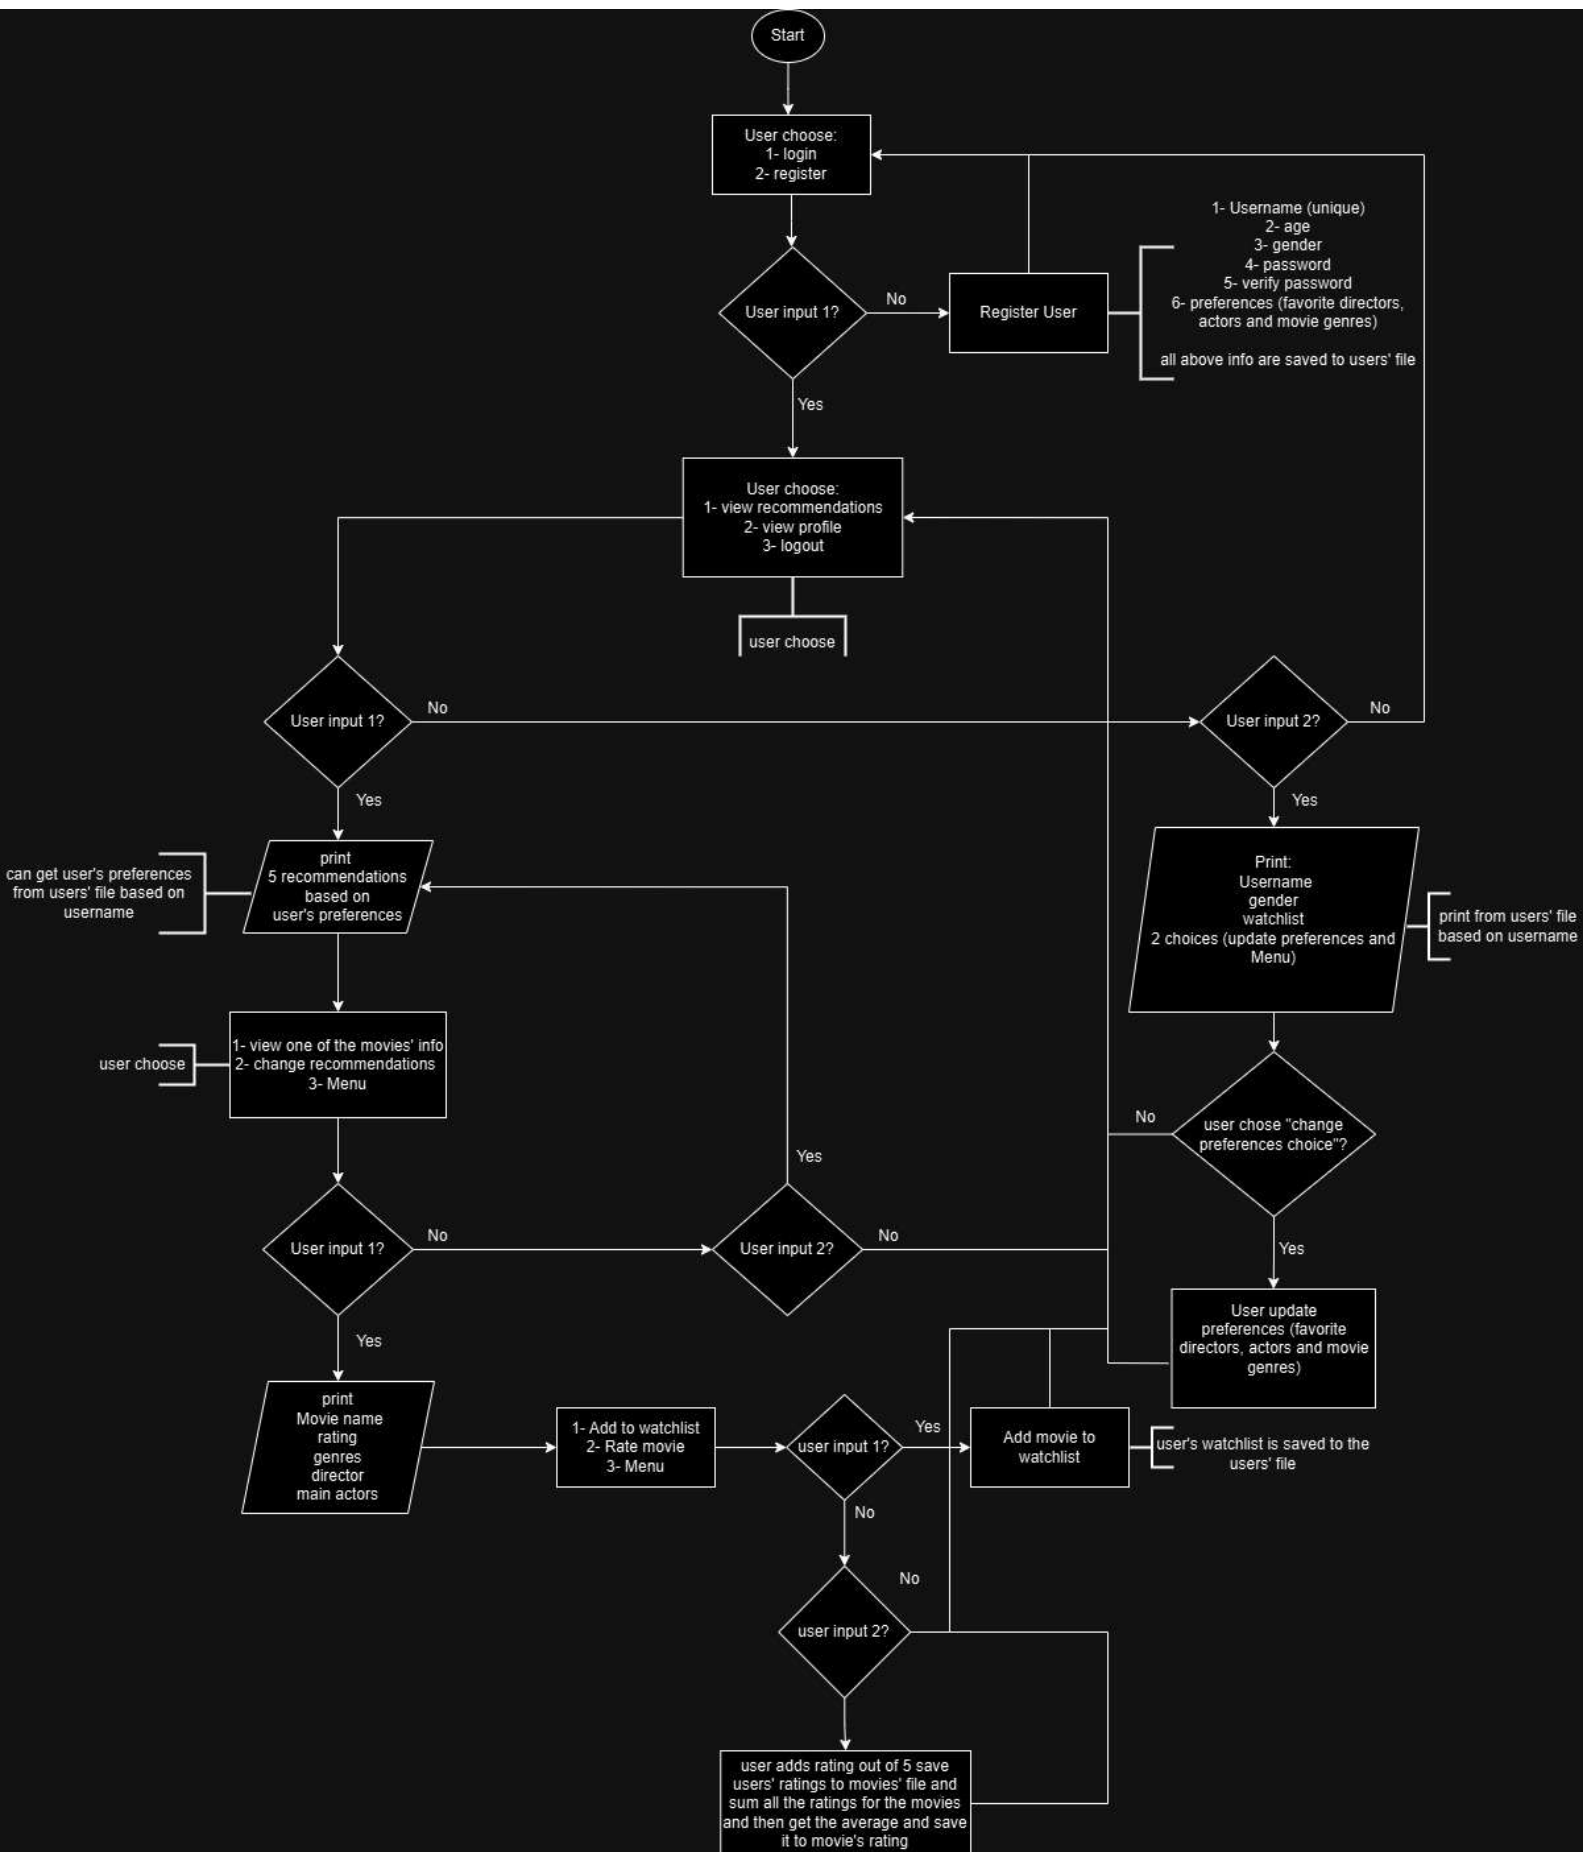 Start
User choose:
1- login
2- register
1- Username (unique)
2- age
3- gender
4- password
5- verify password
6- preferences (favorite directors,
actors and movie genres)
all above info are saved to users' file
User input 1?
No
Register User
Yes
User choose:
1- view recommendations
2- view profile
3- logout
user choose
User input 1?
No
User input 2?
No
Yes
Yes
can get user's preferences
from users' file based on
username
print
5 recommendations
based on
user's preferences
Print:
Username
gender
watchlist
2 choices (update preferences and
Menu)
print from users' file
based on username
user choose
1- view one of the movies' info
2- change recommendations
3- Menu
No
user chose "change
preferences choice"?
Yes
User input 1?
No
User input 2?
No
Yes
Yes
User update
preferences (favorite
directors, actors and movie
genres)
print
Movie name
rating
genres
director
main actors
1- Add to watchlist
2- Rate movie
3- Menu
user input 1?
Yes
Add movie to
watchlist
user's watchlist is saved to the
users' file
No
No
user input 2?
user adds rating out of 5 save
users' ratings to movies' file and
sum all the ratings for the movies
and then get the average and save
it to movie's rating